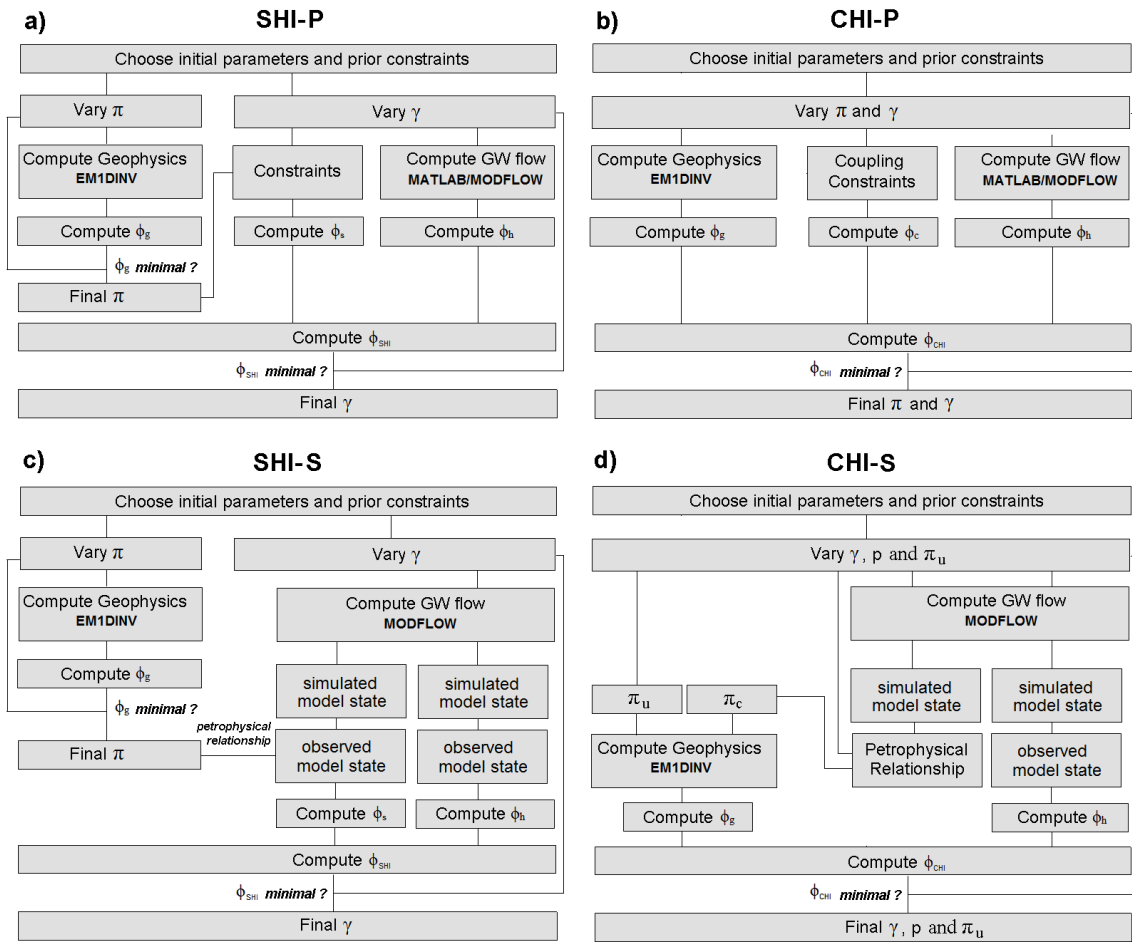 a)
SHI-P
Choose initial parameters and prior constraints
Vary π
Vary γ
Compute Geophysics
EM1DINV
Constraints
Compute GW flow
MATLAB/MODFLOW
Compute ϕg
Compute ϕs
Compute ϕh
ϕg minimal ?
Final π
Compute ϕSHI
ϕSHI minimal ?
Final γ
b)
CHI-P
Choose initial parameters and prior constraints
Vary π and γ
Compute Geophysics
EM1DINV
Coupling
Constraints
Compute GW flow
MATLAB/MODFLOW
Compute ϕg
Compute ϕc
Compute ϕh
Compute ϕCHI
ϕCHI minimal ?
Final π and γ
c)
SHI-S
Choose initial parameters and prior constraints
Vary π
Vary γ
Compute Geophysics
EM1DINV
Compute GW flow
MODFLOW
Compute ϕg
simulated
model state
simulated
model state
ϕg minimal ?
petrophysical
relationship
Final π
observed
model state
observed
model state
Compute ϕs
Compute ϕh
Compute ϕSHI
ϕSHI minimal ?
Final γ
d)
CHI-S
Choose initial parameters and prior constraints
Vary γ, p and πu
Compute GW flow
MODFLOW
πu
πc
simulated
model state
simulated
model state
Compute Geophysics
EM1DINV
Petrophysical
Relationship
observed
model state
Compute ϕg
Compute ϕh
Compute ϕCHI
ϕCHI minimal ?
Final γ, p and πu